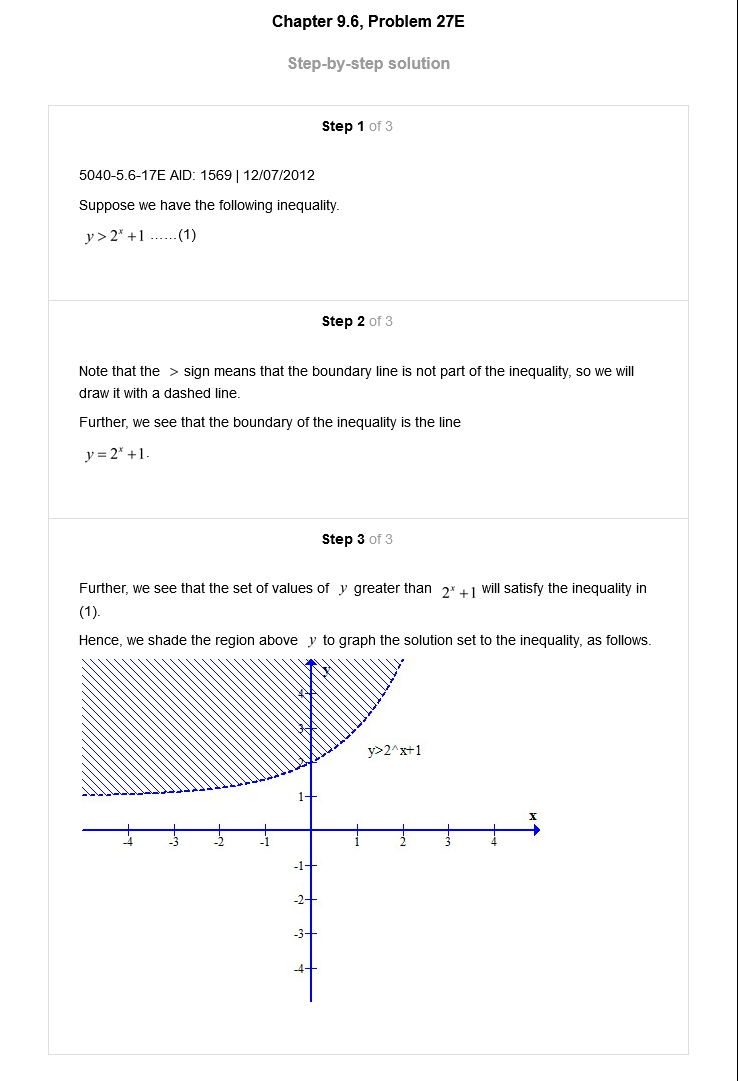 Chapter 9.6, Problem 27E
Step-by-step solution
Step 1 of 3
5040-5.6-17E AID: 1569 | 12/07/2012
Suppose we have the following inequality.
y > 2ˣ +1 ......(1)
Step 2 of 3
Note that the > sign means that the boundary line is not part of the inequality, so we will
draw it with a dashed line.
Further, we see that the boundary of the inequality is the line
y = 2ˣ +1.
Step 3 of 3
Further, we see that the set of values of y greater than 2ˣ +1 will satisfy the inequality in
(1).
Hence, we shade the region above y to graph the solution set to the inequality, as follows.
y
4
3
y>2^x+1
2
1
x
-4 -3 -2 -1 1 2 3 4
-1
-2
-3
-4